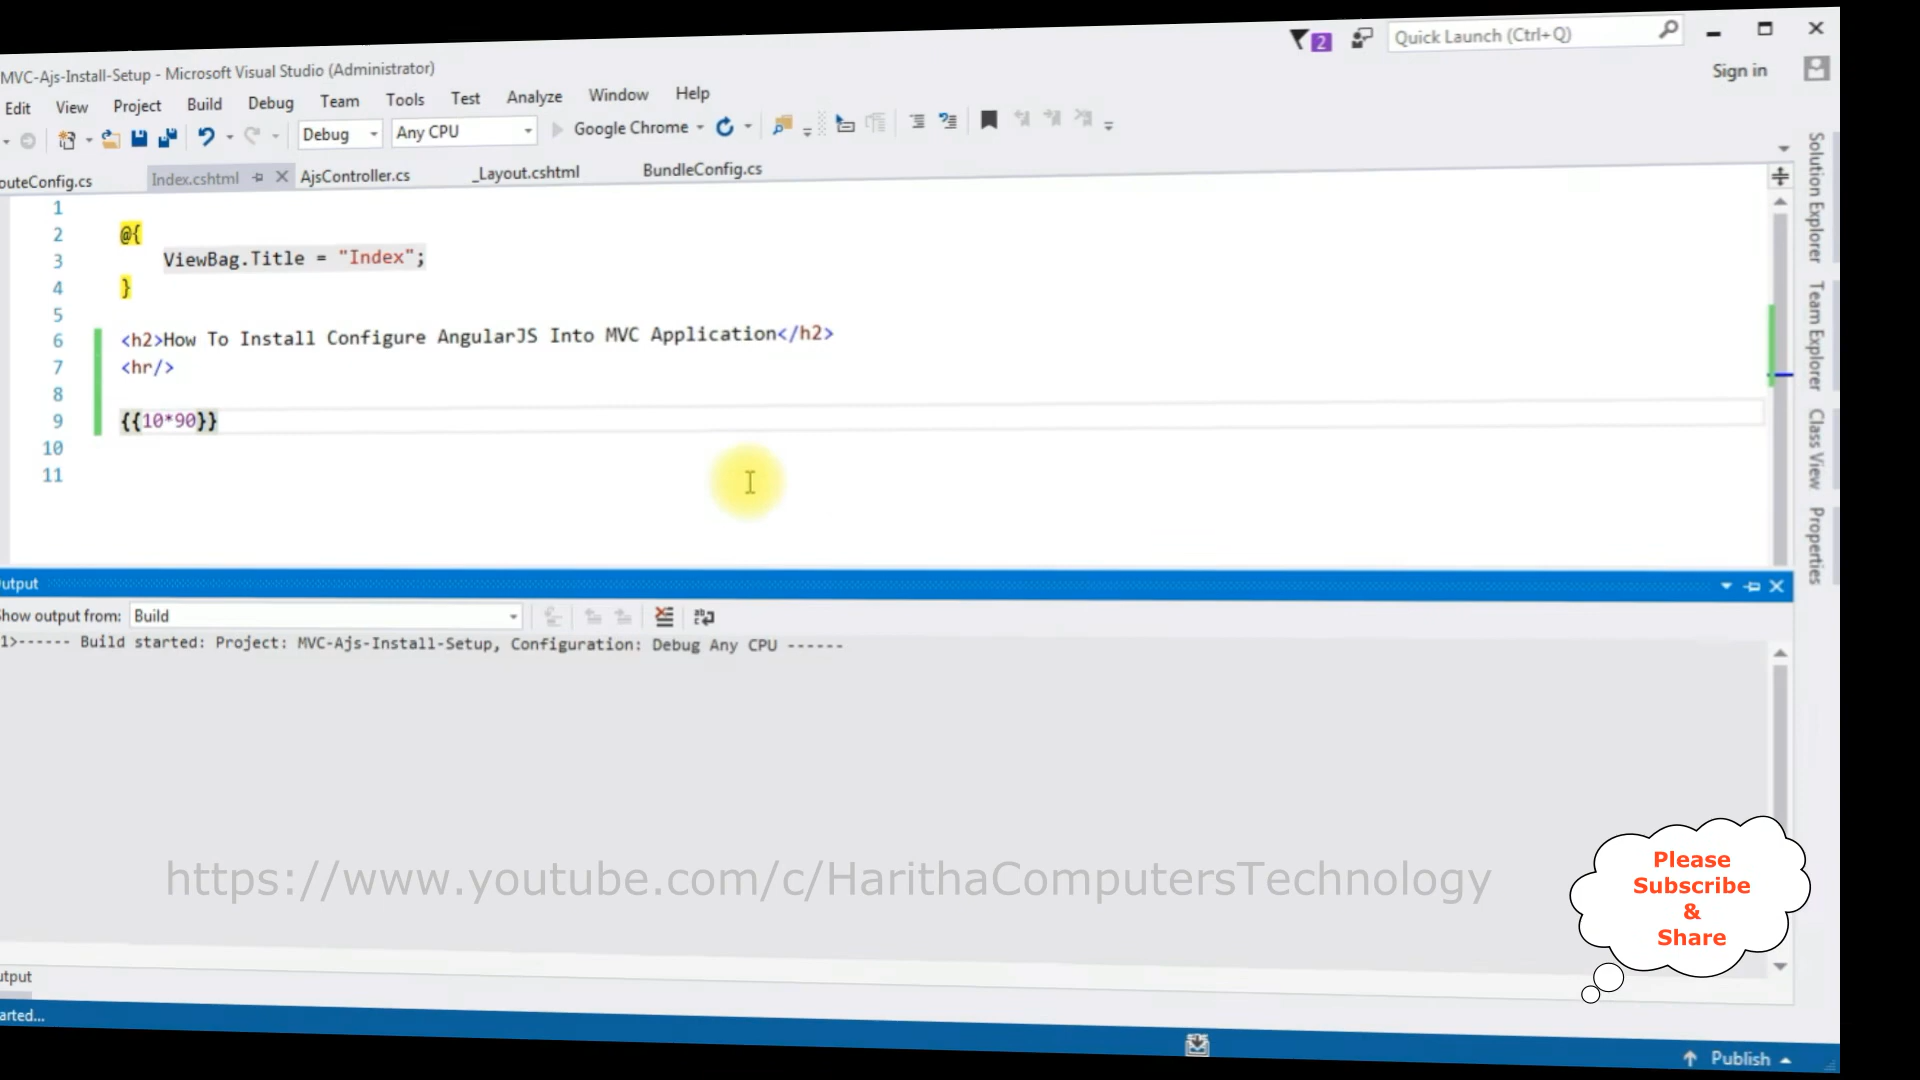 2
Quick Launch (Ctrl+Q)
MVC-Ajs-Install-Setup - Microsoft Visual Studio (Administrator)
Sign in
Edit View Project Build Debug Team Tools Test Analyze Window Help
Debug Any CPU Google Chrome
outeConfig.cs Index.cshtml AjsController.cs _Layout.cshtml BundleConfig.cs
1
2 @{
3 ViewBag.Title = "Index";
4 }
5
6 <h2>How To Install Configure AngularJS Into MVC Application</h2>
7 <hr/>
8
9 {{10*90}}
10
11
Solution Explorer
Team Explorer
Class View
Properties
utput
Show output from: Build
1>------ Build started: Project: MVC-Ajs-Install-Setup, Configuration: Debug Any CPU ------
https://www.youtube.com/c/HarithaComputersTechnology
Please
Subscribe
&
Share
utput
arted...
Publish